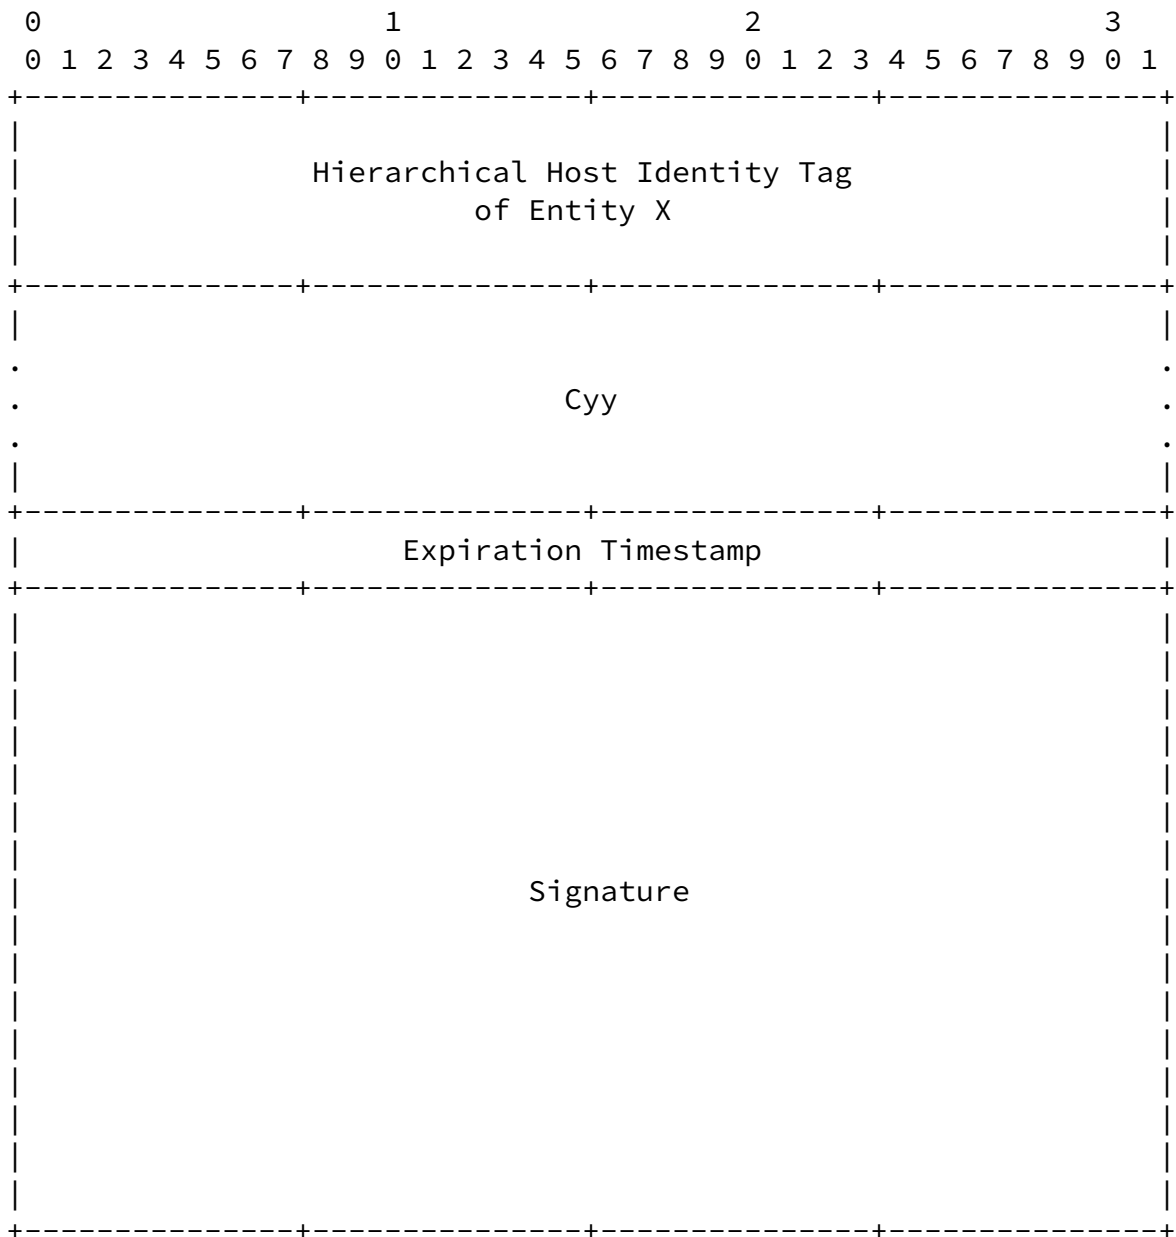 0                   1                   2                   3
0 1 2 3 4 5 6 7 8 9 0 1 2 3 4 5 6 7 8 9 0 1 2 3 4 5 6 7 8 9 0 1
Hierarchical Host Identity Tag
of Entity X
Cyy
Expiration Timestamp
Signature